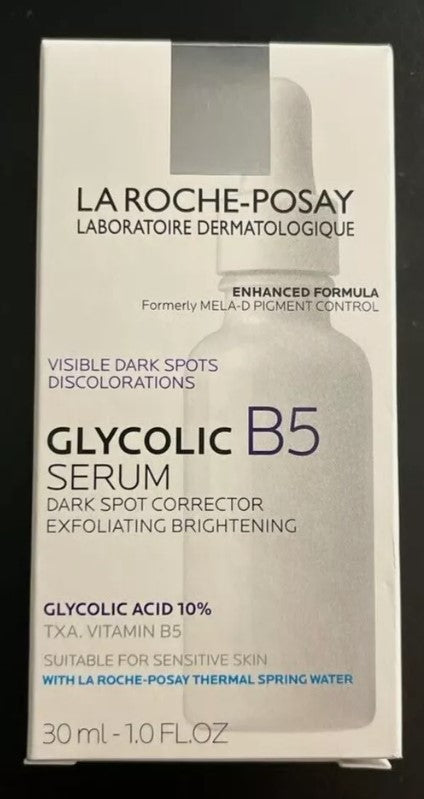 LA ROCHE-POSAY
LABORATOIRE DERMATOLOGIQUE
ENHANCED FORMULA
Formerly MELA-D PIGMENT CONTROL
VISIBLE DARK SPOTS
DISCOLORATIONS
GLYCOLIC B5
SERUM
DARK SPOT CORRECTOR
EXFOLIATING BRIGHTENING
GLYCOLIC ACID 10%
TXA. VITAMIN B5
SUITABLE FOR SENSITIVE SKIN
WITH LA ROCHE-POSAY THERMAL SPRING WATER
30 ml - 1.0 FL.OZ